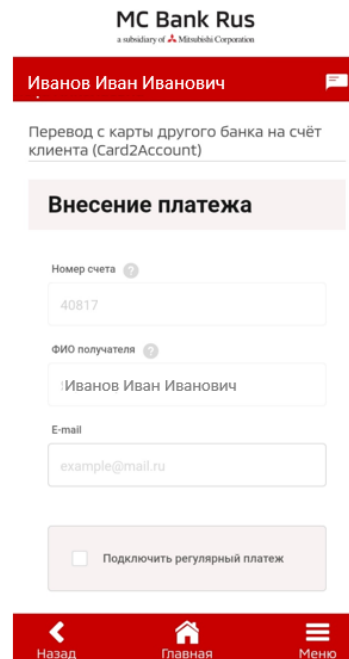 MC Bank Rus
a subsidiary of Mitsubishi Corporation
Иванов Иван Иванович
Перевод с карты другого банка на счёт
клиента (Card2Account)
Внесение платежа
Номер счета ?
40817
ФИО получателя ?
Иванов Иван Иванович
E-mail
example@mail.ru
Подключить регулярный платеж
Назад Главная Меню